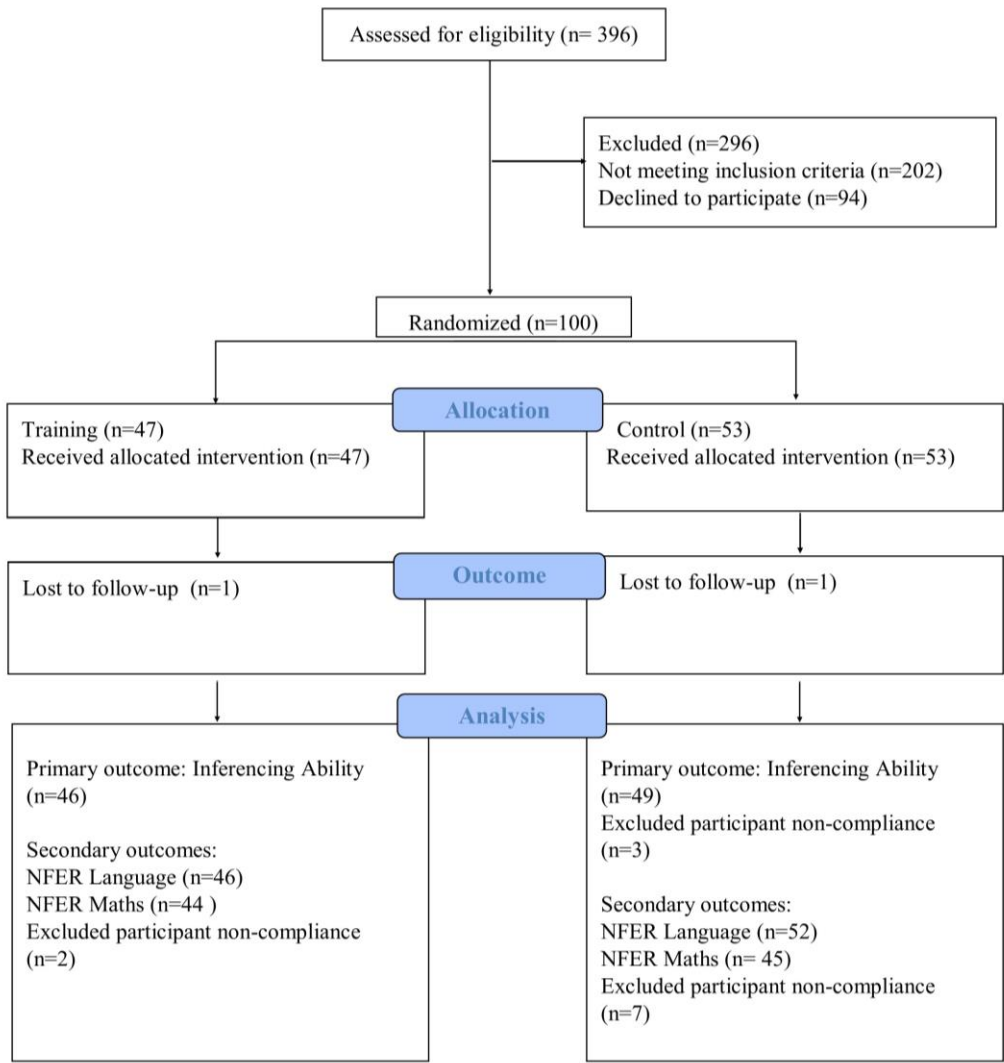 Assessed for eligibility (n= 396)
Excluded (n=296)
Not meeting inclusion criteria (n=202)
Declined to participate (n=94)
Randomized (n=100)
Allocation
Training (n=47)
Received allocated intervention (n=47)
Control (n=53)
Received allocated intervention (n=53)
Outcome
Lost to follow-up (n=1)
Lost to follow-up (n=1)
Analysis
Primary outcome: Inferencing Ability
(n=46)
Secondary outcomes:
NFER Language (n=46)
NFER Maths (n=44 )
Excluded participant non-compliance
(n=2)
Primary outcome: Inferencing Ability
(n=49)
Excluded participant non-compliance
(n=3)
Secondary outcomes:
NFER Language (n=52)
NFER Maths (n= 45)
Excluded participant non-compliance
(n=7)